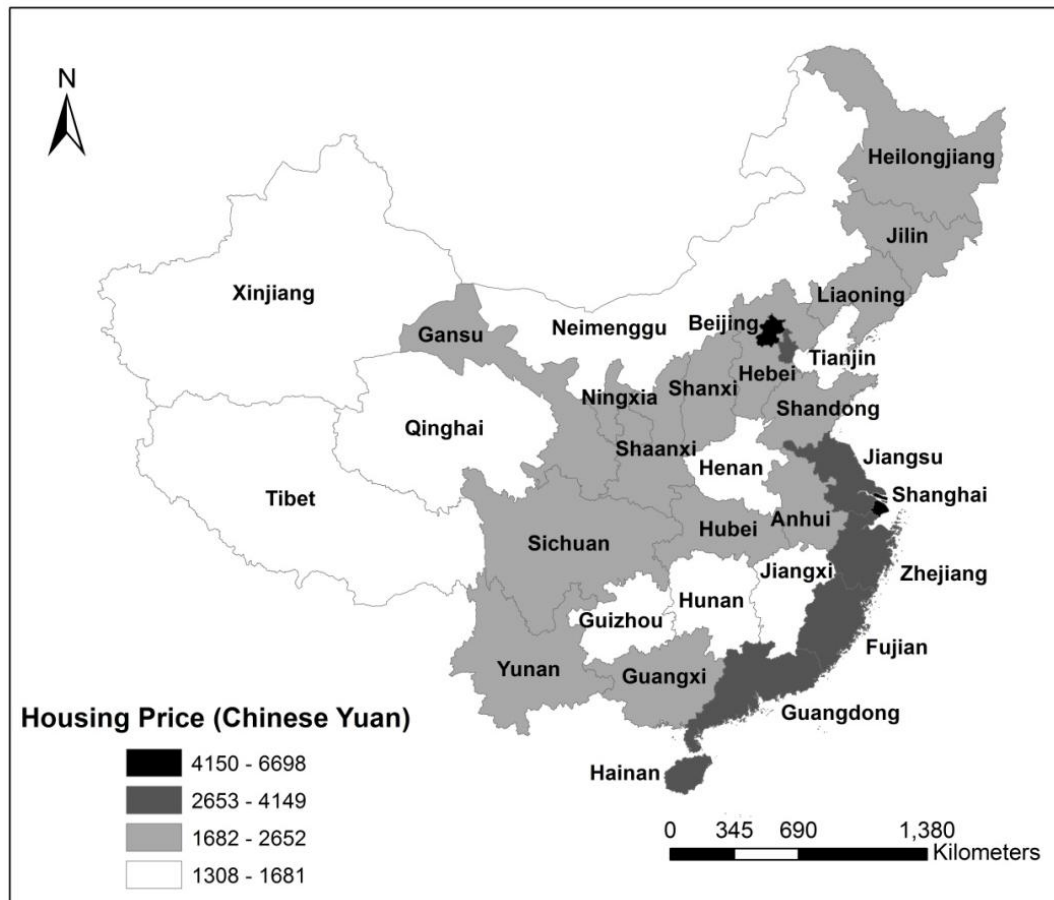 N
Heilongjiang
Jilin
Xinjiang
Liaoning
Gansu
Neimenggu
Beijing
Tianjin
Hebei
Shanxi
Ningxia
Shandong
Qinghai
Shaanxi
Henan
Jiangsu
Tibet
Shanghai
Anhui
Hubei
Sichuan
Jiangxi
Zhejiang
Hunan
Guizhou
Fujian
Yunan
Guangxi
Guangdong
Hainan
Housing Price (Chinese Yuan)
4150 - 6698
2653 - 4149
1682 - 2652
1308 - 1681
0 345 690 1,380
Kilometers